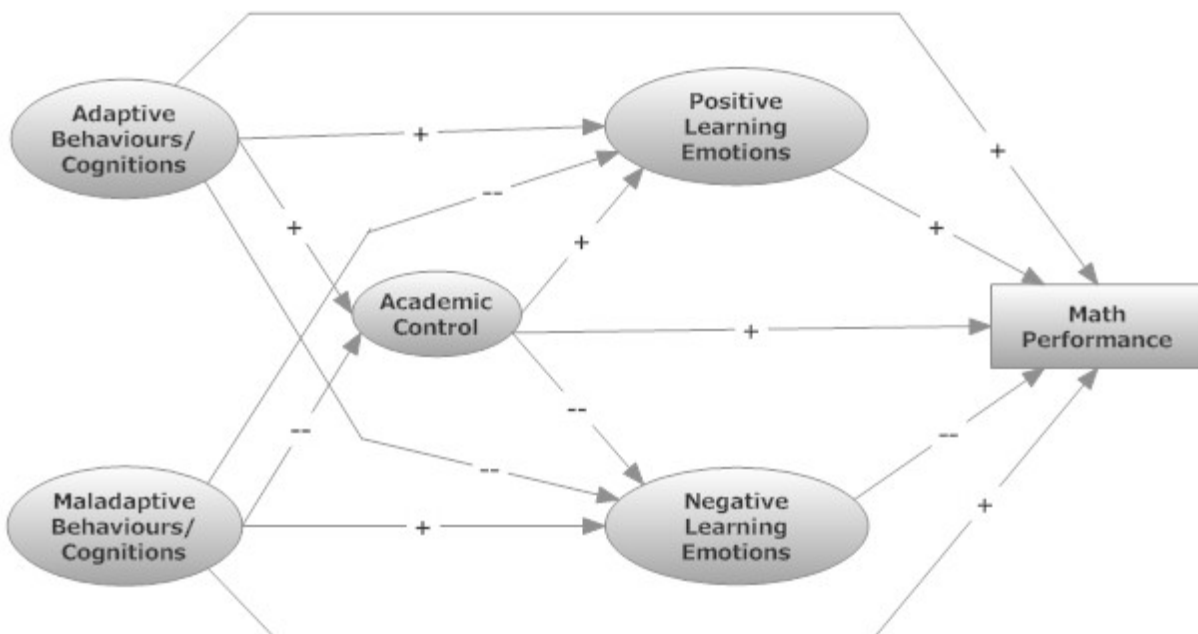 Adaptive
Behaviours/
Cognitions
Positive
Learning
Emotions
+
+
--
+
+
+
Academic
Control
+
Math
Performance
--
--
--
--
+
Maladaptive
Behaviours/
Cognitions
+
Negative
Learning
Emotions